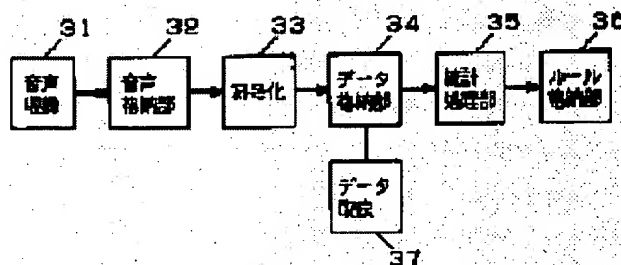 31 32 33 34 35 36
音声 音声 符号化 データ 統計 ルール
収録 格納部 格納部 処理部 格納部
データ
37